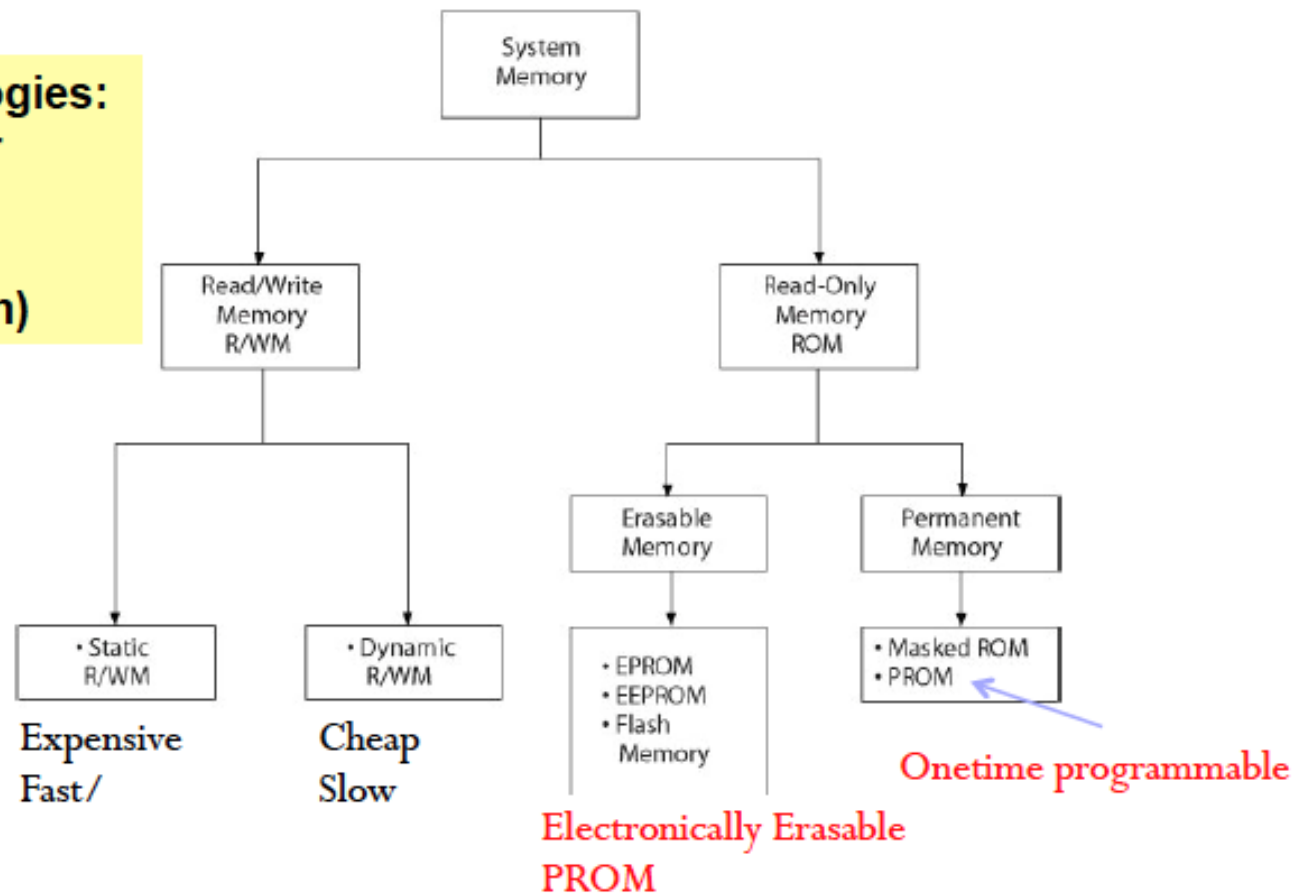 System
Memory
ogies:
n)
Read/Write
Memory
R/WM
Read-Only
Memory
ROM
Erasable
Memory
Permanent
Memory
• Static
R/WM
• Dynamic
R/WM
• EPROM
• EEPROM
• Flash
Memory
• Masked ROM
• PROM
Expensive
Fast/
Cheap
Slow
Onetime programmable
Electronically Erasable
PROM